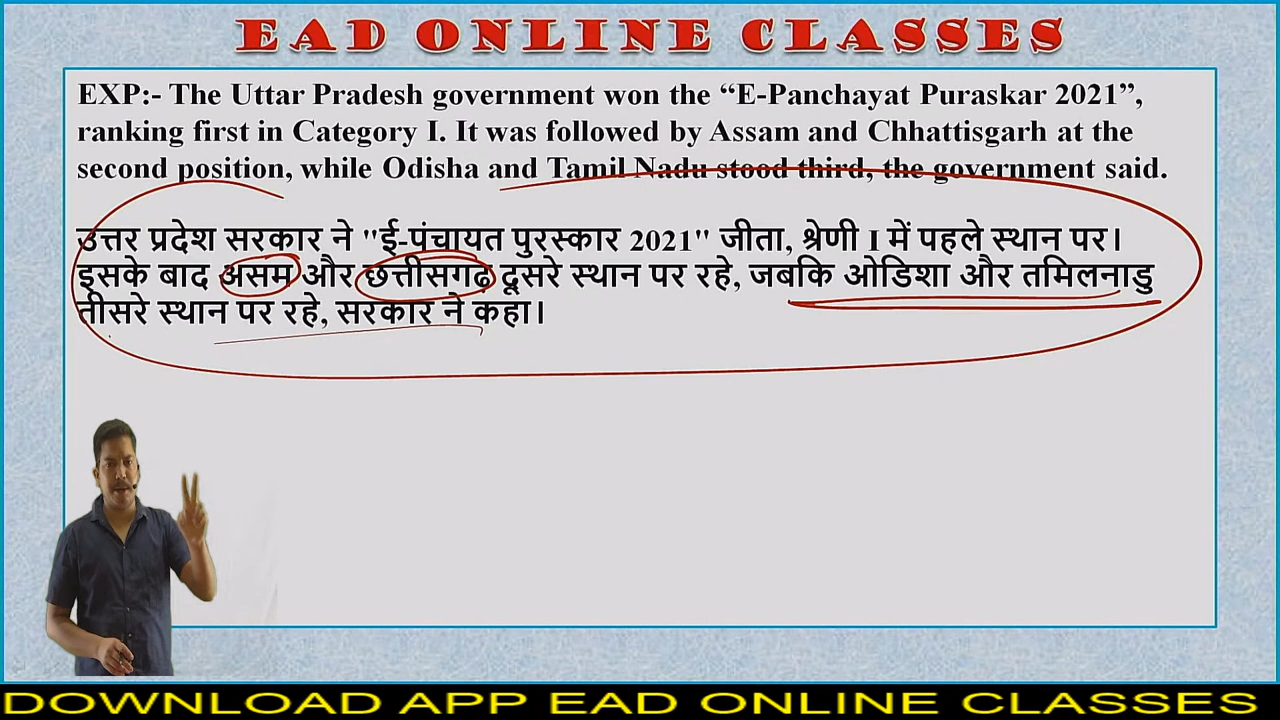 EAD ONLINE CLASSES
EXP:- The Uttar Pradesh government won the “E-Panchayat Puraskar 2021”,
ranking first in Category I. It was followed by Assam and Chhattisgarh at the
second position, while Odisha and Tamil Nadu stood third, the government said.
उत्तर प्रदेश सरकार ने "ई-पंचायत पुरस्कार 2021" जीता, श्रेणी I में पहले स्थान पर।
इसके बाद असम और छत्तीसगढ़ दूसरे स्थान पर रहे, जबकि ओडिशा और तमिलनाडु
तीसरे स्थान पर रहे, सरकार ने कहा।
DOWNLOAD APP EAD ONLINE CLASSES